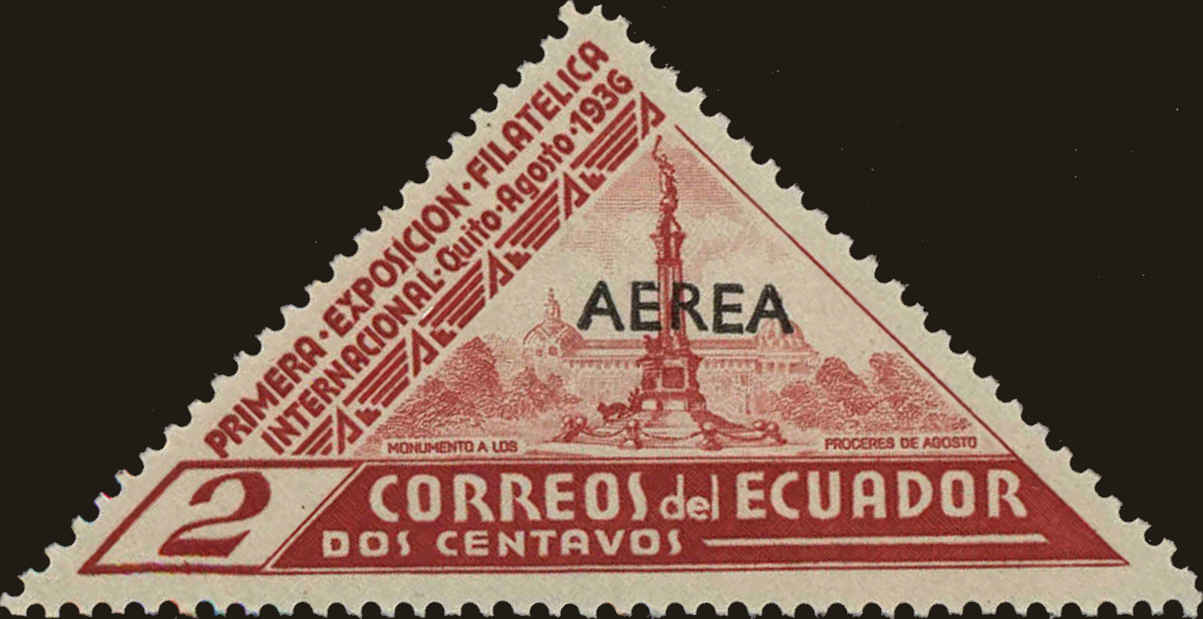 PRIMERA·EXPOSICION·FILATELICA
INTERNACIONAL·Quito·Agosto·1936
AEREA
MONUMENTO A LOS PROCERES DE AGOSTO
2 CORREOS del ECUADOR
DOS CENTAVOS